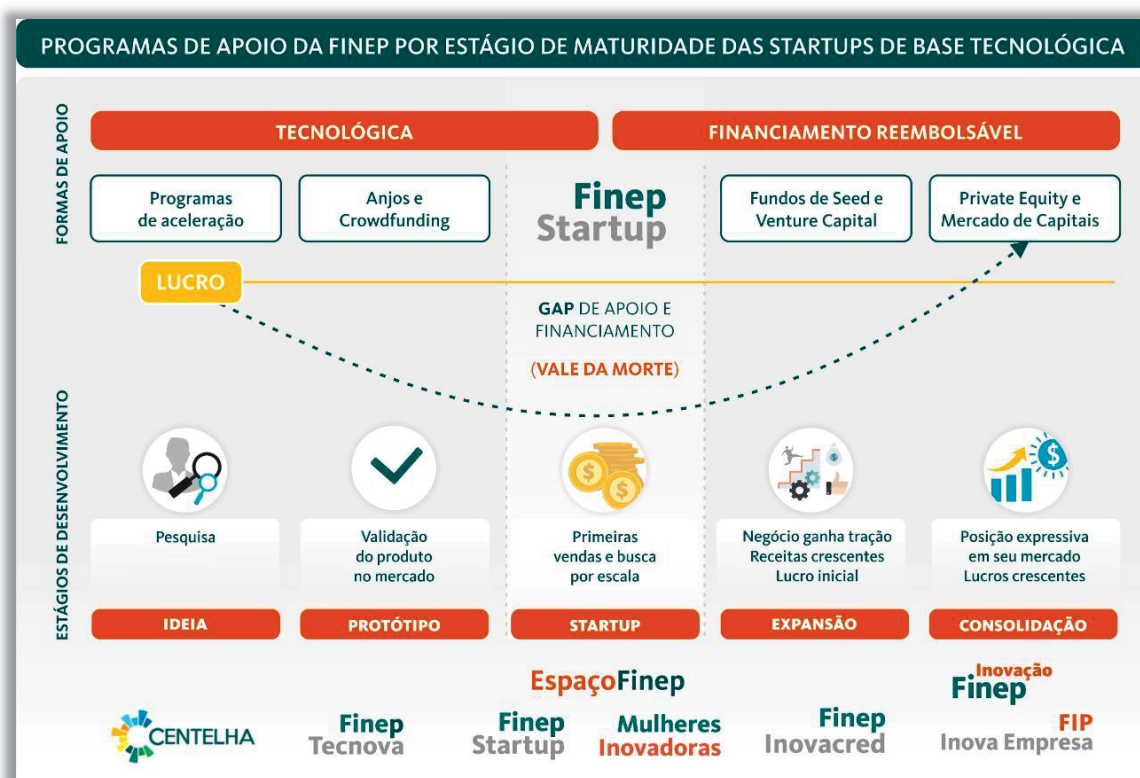 PROGRAMAS DE APOIO DA FINEP POR ESTÁGIO DE MATURIDADE DAS STARTUPS DE BASE TECNOLÓGICA
FORMAS DE APOIO
TECNOLÓGICA
FINANCIAMENTO REEMBOLSÁVEL
Programas
de aceleração
Anjos e
Crowdfunding
Finep
Startup
Fundos de Seed e
Venture Capital
Private Equity e
Mercado de Capitais
LUCRO
GAP DE APOIO E
FINANCIAMENTO
(VALE DA MORTE)
ESTÁGIOS DE DESENVOLVIMENTO
Pesquisa
Validação
do produto
no mercado
Primeiras
vendas e busca
por escala
Negócio ganha tração
Receitas crescentes
Lucro inicial
Posição expressiva
em seu mercado
Lucros crescentes
IDEIA
PROTÓTIPO
STARTUP
EXPANSÃO
CONSOLIDAÇÃO
CENTELHA
Finep
Tecnova
EspaçoFinep
Finep
Startup
Mulheres
Inovadoras
Finep
Inovacred
Inovação
Finep
FIP
Inova Empresa